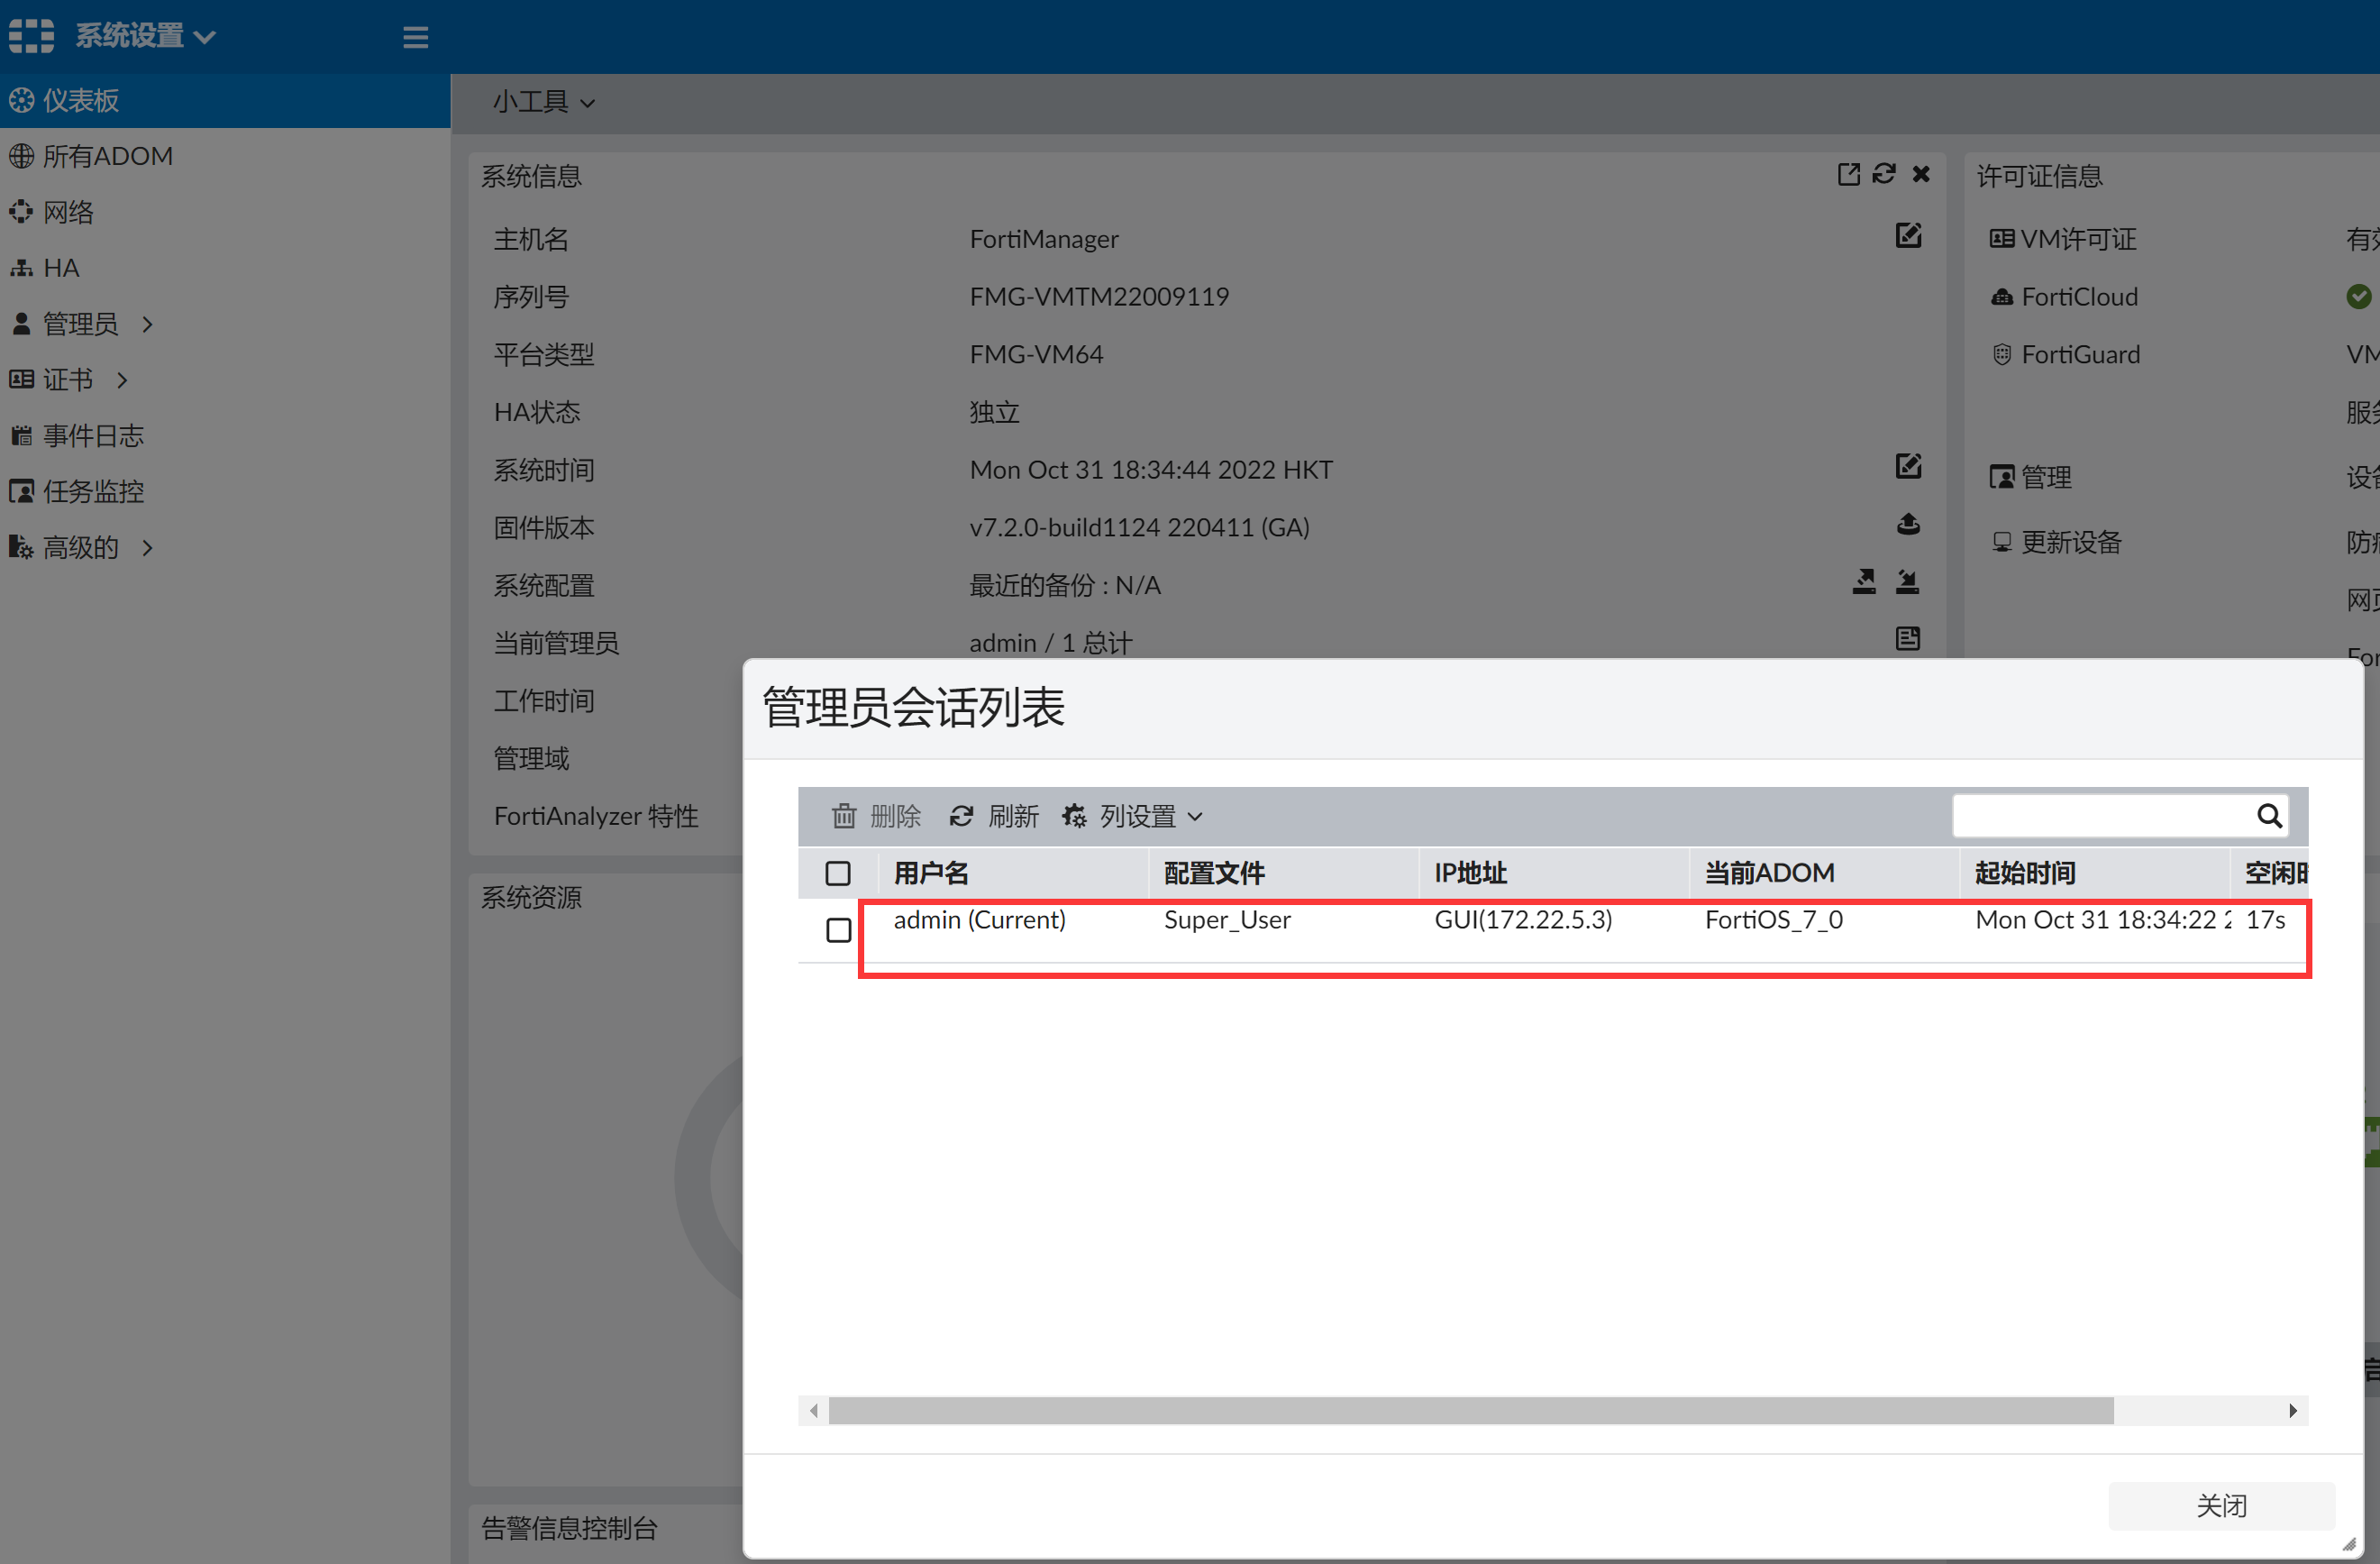 系统设置
仪表板
所有ADOM
网络
HA
管理员
证书
事件日志
任务监控
高级的
小工具
系统信息
主机名 FortiManager
序列号 FMG-VMTM22009119
平台类型 FMG-VM64
HA状态 独立
系统时间 Mon Oct 31 18:34:44 2022 HKT
固件版本 v7.2.0-build1124 220411 (GA)
系统配置 最近的备份 : N/A
当前管理员 admin / 1 总计
工作时间
管理域
FortiAnalyzer 特性
系统资源
告警信息控制台
许可证信息
VM许可证
FortiCloud
FortiGuard VM
管理
更新设备
管理员会话列表
删除 刷新 列设置
用户名 配置文件 IP地址 当前ADOM 起始时间 空闲
admin (Current) Super_User GUI(172.22.5.3) FortiOS_7_0 Mon Oct 31 18:34:22 17s
关闭